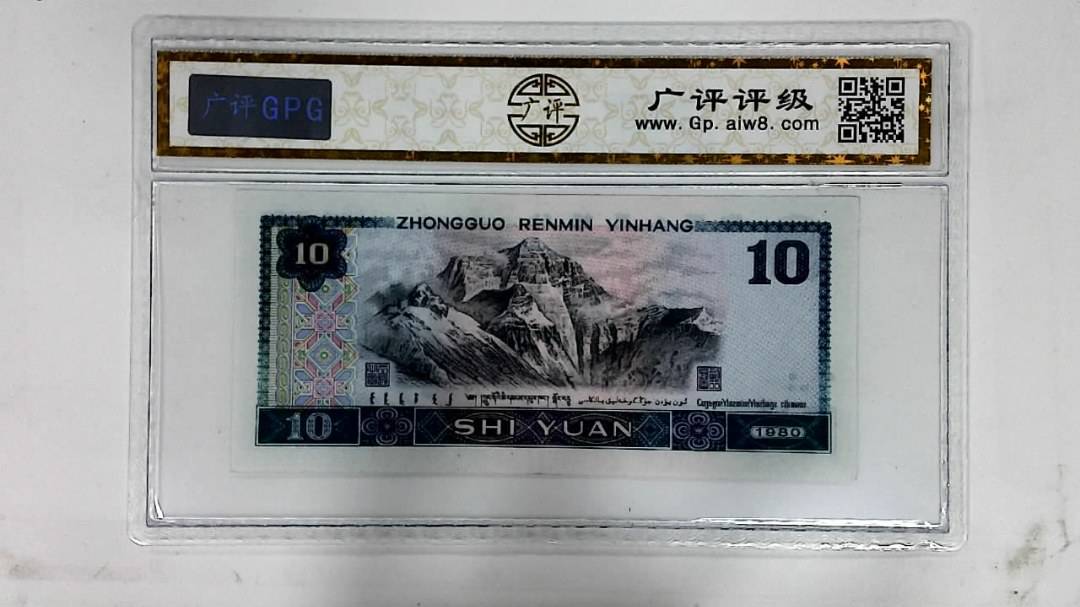 广评GPG
广评
广评评级
www.Gp.aiw8.com
ZHONGGUO RENMIN YINHANG
10
10
10
SHI YUAN
1980